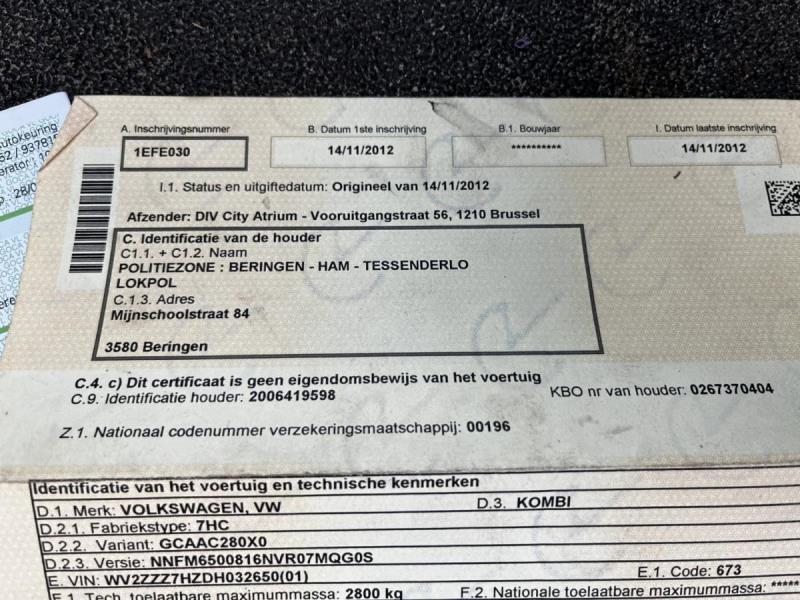 utokeuring
A. Inschrijvingsnummer B. Datum 1ste inschrijving B.1. Bouwjaar I. Datum laatste inschrijving
1EFE030 14/11/2012 ********** 14/11/2012
I.1. Status en uitgiftedatum: Origineel van 14/11/2012
Afzender: DIV City Atrium - Vooruitgangstraat 56, 1210 Brussel
C. Identificatie van de houder
C1.1. + C1.2. Naam
POLITIEZONE : BERINGEN - HAM - TESSENDERLO
LOKPOL
C.1.3. Adres
Mijnschoolstraat 84
3580 Beringen
C.4. c) Dit certificaat is geen eigendomsbewijs van het voertuig
C.9. Identificatie houder: 2006419598 KBO nr van houder: 0267370404
Z.1. Nationaal codenummer verzekeringsmaatschappij: 00196
Identificatie van het voertuig en technische kenmerken
D.1. Merk: VOLKSWAGEN, VW D.3. KOMBI
D.2.1. Fabriekstype: 7HC
D.2.2. Variant: GCAAC280X0
D.2.3. Versie: NNFM6500816NVR07MQG0S
E. VIN: WV2ZZZ7HZDH032650(01) E.1. Code: 673
F.1. Tech. toelaatbare maximummassa: 2800 kg F.2. Nationale toelaatbare maximummassa: *****